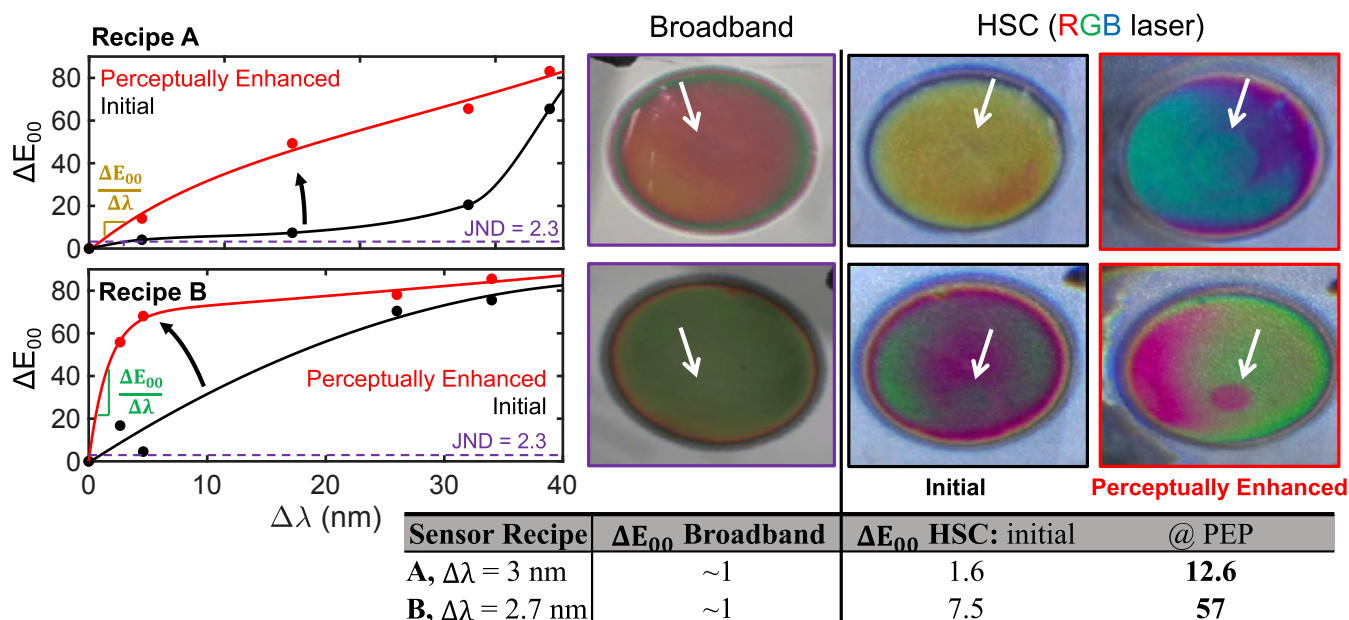 Recipe A
Perceptually Enhanced
Initial
ΔE₀₀
80
60
40
20
0
ΔE₀₀
Δλ
JND = 2.3
Recipe B
ΔE₀₀
80
60
40
20
0
ΔE₀₀
Δλ
Perceptually Enhanced
Initial
JND = 2.3
0 10 20 30 40
Δλ (nm)
Broadband
HSC (RGB laser)
Initial
Perceptually Enhanced
Sensor Recipe ΔE₀₀ Broadband ΔE₀₀ HSC: initial @ PEP
A, Δλ = 3 nm ~1 1.6 12.6
B, Δλ = 2.7 nm ~1 7.5 57